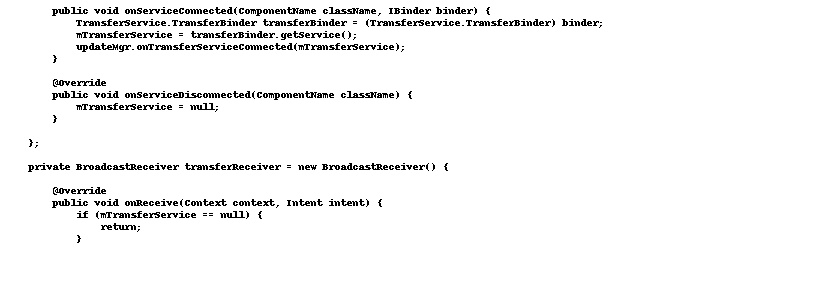 public void onServiceConnected(ComponentName className, IBinder binder) {
TransferService.TransferBinder transferBinder = (TransferService.TransferBinder) binder;
mTransferService = transferBinder.getService();
updateMgr.onTransferServiceConnected(mTransferService);
}
@Override
public void onServiceDisconnected(ComponentName className) {
mTransferService = null;
}
};
private BroadcastReceiver transferReceiver = new BroadcastReceiver() {
@Override
public void onReceive(Context context, Intent intent) {
if (mTransferService == null) {
return;
}